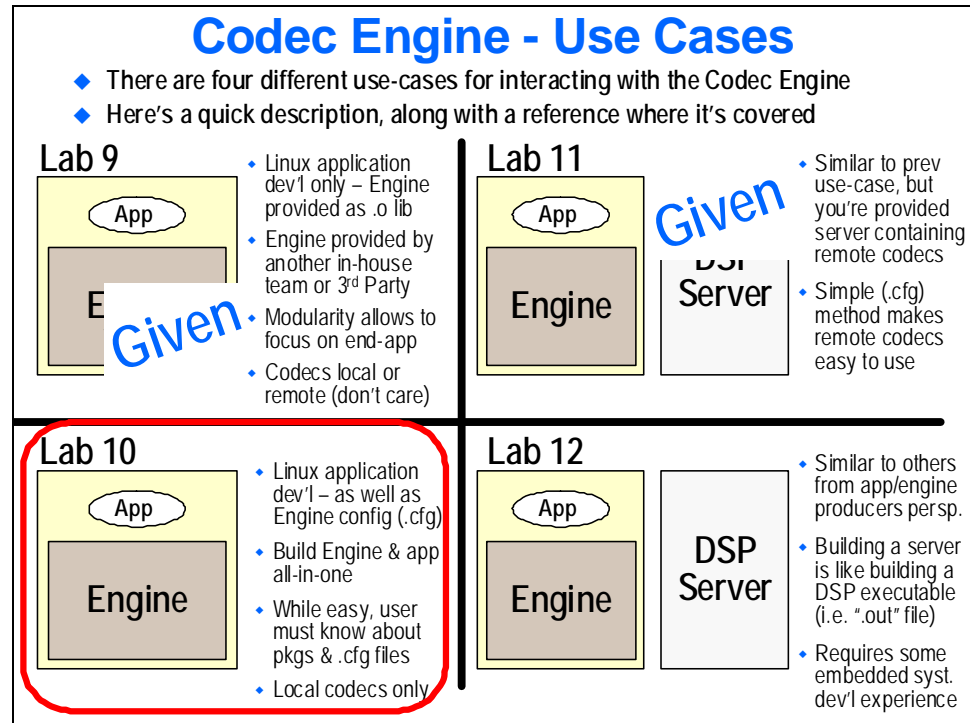 Codec Engine - Use Cases
There are four different use-cases for interacting with the Codec Engine
Here's a quick description, along with a reference where it's covered
Lab 9
App
E
Given
Linux application
dev'l only – Engine
provided as .o lib
Engine provided by
another in-house
team or 3rd Party
Modularity allows to
focus on end-app
Codecs local or
remote (don't care)
Lab 11
App
Engine
Given
DSP
Server
Similar to prev
use-case, but
you're provided
server containing
remote codecs
Simple (.cfg)
method makes
remote codecs
easy to use
Lab 10
App
Engine
Linux application
dev'l – as well as
Engine config (.cfg)
Build Engine & app
all-in-one
While easy, user
must know about
pkgs & .cfg files
Local codecs only
Lab 12
App
Engine
DSP
Server
Similar to others
from app/engine
producers persp.
Building a server
is like building a
DSP executable
(i.e. ".out" file)
Requires some
embedded syst.
dev'l experience